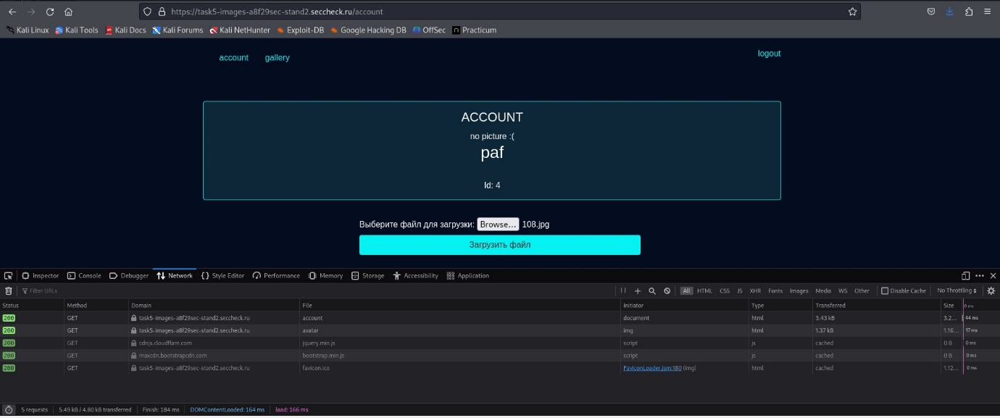 https://task5-images-a8f29sec-stand2.seccheck.ru/account
Kali Linux Kali Tools Kali Docs Kali Forums Kali NetHunter Exploit-DB Google Hacking DB OffSec Practicum
account gallery logout
ACCOUNT
no picture :(
paf
Id: 4
Выберите файл для загрузки: Browse... 108.jpg
Загрузить файл
Inspector Console Debugger Network Style Editor Performance Memory Storage Accessibility Application
Filter URLs All HTML CSS JS XHR Fonts Images Media WS Other Disable Cache No Throttling
Status Method Domain File Initiator Type Transferred Size 0 ms
200 GET task5-images-a8f29sec-stand2.seccheck.ru account document html 3.43 kB 3.2... 44 ms
200 GET task5-images-a8f29sec-stand2.seccheck.ru avatar img html 1.37 kB 1.16... 17 ms
200 GET cdnjs.cloudflare.com jquery.min.js script js cached 0 B 0 ms
200 GET maxcdn.bootstrapcdn.com bootstrap.min.js script js cached 0 B 0 ms
200 GET task5-images-a8f29sec-stand2.seccheck.ru favicon.ico FaviconLoader.jsm:180 (img) html cached 1.12... 0 ms
5 requests 5.49 kB / 4.80 kB transferred Finish: 184 ms DOMContentLoaded: 164 ms load: 166 ms